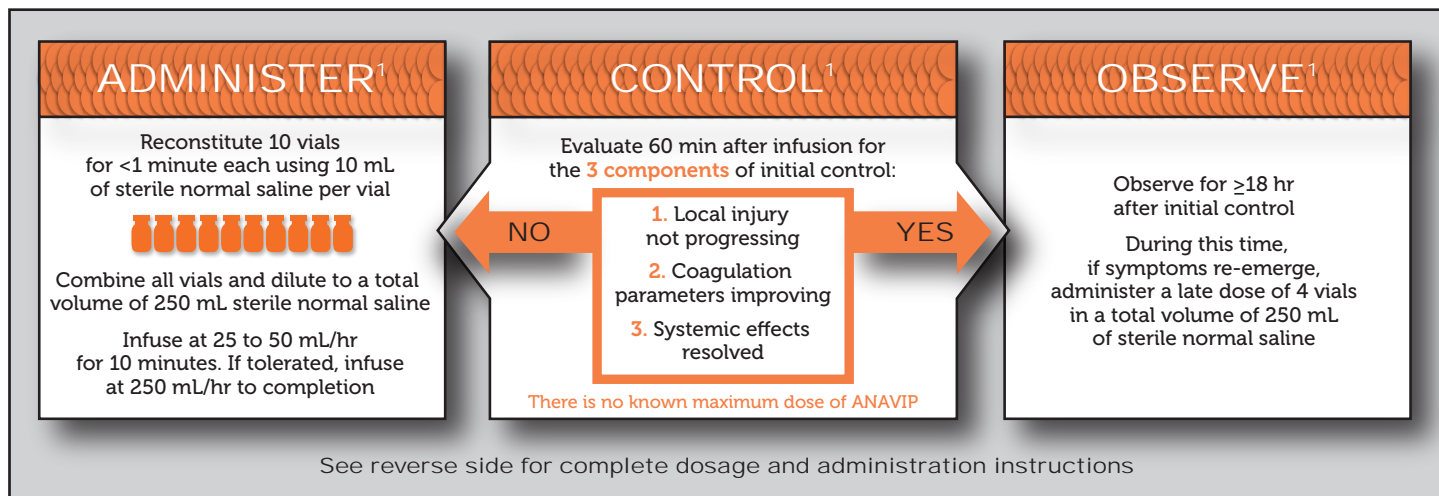 ADMINISTER1
Reconstitute 10 vials
for <1 minute each using 10 mL
of sterile normal saline per vial
Combine all vials and dilute to a total
volume of 250 mL sterile normal saline
Infuse at 25 to 50 mL/hr
for 10 minutes. If tolerated, infuse
at 250 mL/hr to completion
CONTROL1
Evaluate 60 min after infusion for
the 3 components of initial control:
NO
1. Local injury
not progressing
2. Coagulation
parameters improving
3. Systemic effects
resolved
YES
There is no known maximum dose of ANAVIP
OBSERVE1
Observe for ≥18 hr
after initial control
During this time,
if symptoms re-emerge,
administer a late dose of 4 vials
in a total volume of 250 mL
of sterile normal saline
See reverse side for complete dosage and administration instructions